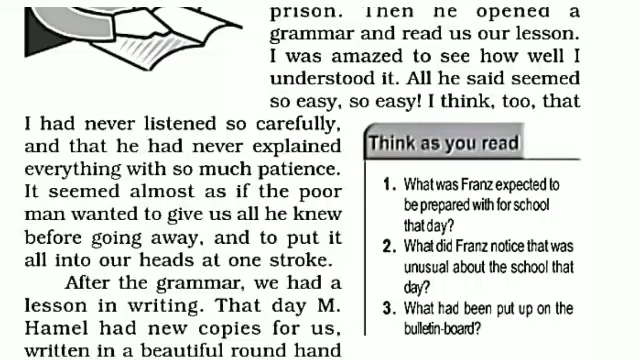 prison. Then he opened a
grammar and read us our lesson.
I was amazed to see how well I
understood it. All he said seemed
so easy, so easy! I think, too, that
I had never listened so carefully,
and that he had never explained
everything with so much patience.
It seemed almost as if the poor
man wanted to give us all he knew
before going away, and to put it
all into our heads at one stroke.
After the grammar, we had a
lesson in writing. That day M.
Hamel had new copies for us,
written in a beautiful round hand
Think as you read
1. What was Franz expected to
be prepared with for school
that day?
2. What did Franz notice that was
unusual about the school that
day?
3. What had been put up on the
bulletin-board?